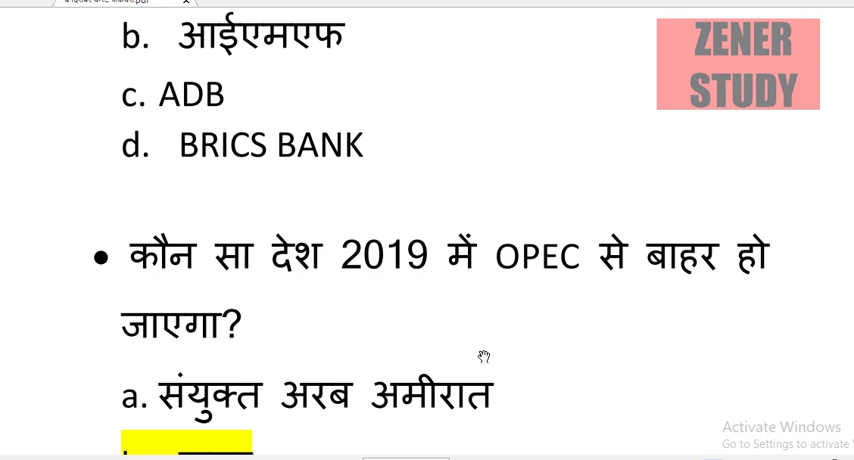 b. आईएमएफ
ZENER
STUDY
c. ADB
d. BRICS BANK
• कौन सा देश 2019 में OPEC से बाहर हो
जाएगा?
a. संयुक्त अरब अमीरात
Activate Windows
Go to Settings to activate